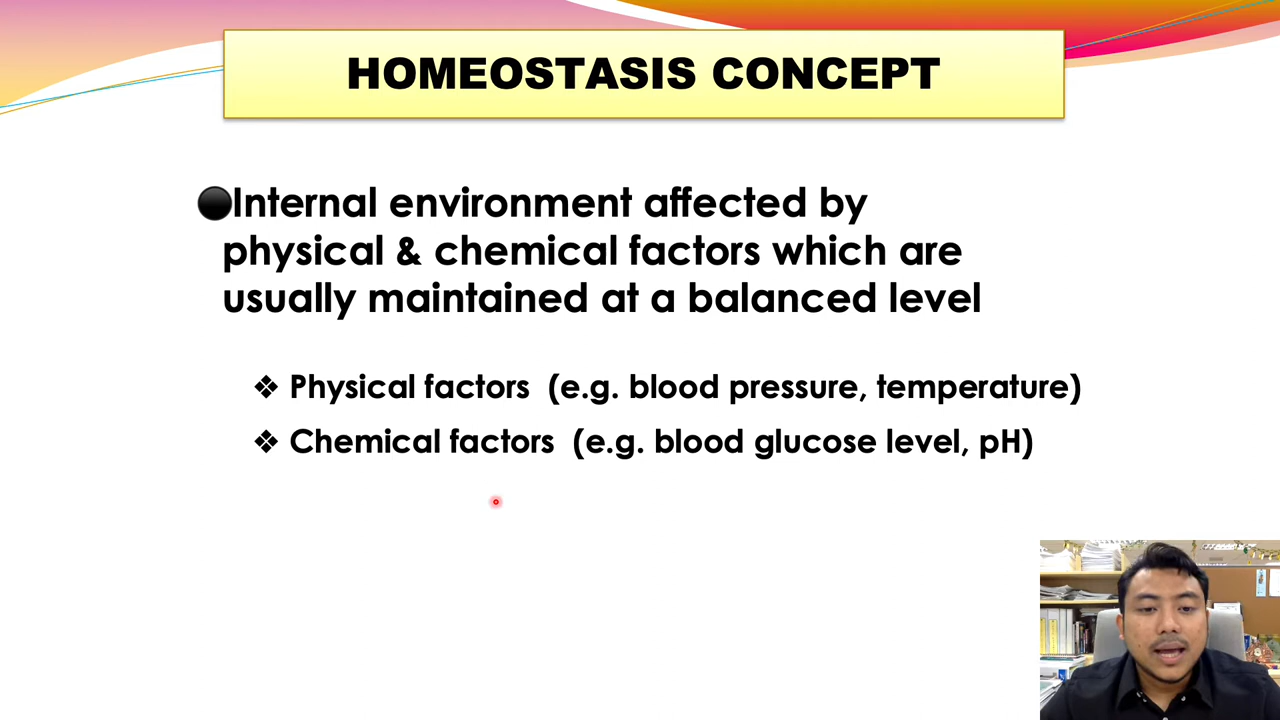 HOMEOSTASIS CONCEPT
Internal environment affected by
physical & chemical factors which are
usually maintained at a balanced level
❖ Physical factors (e.g. blood pressure, temperature)
❖ Chemical factors (e.g. blood glucose level, pH)